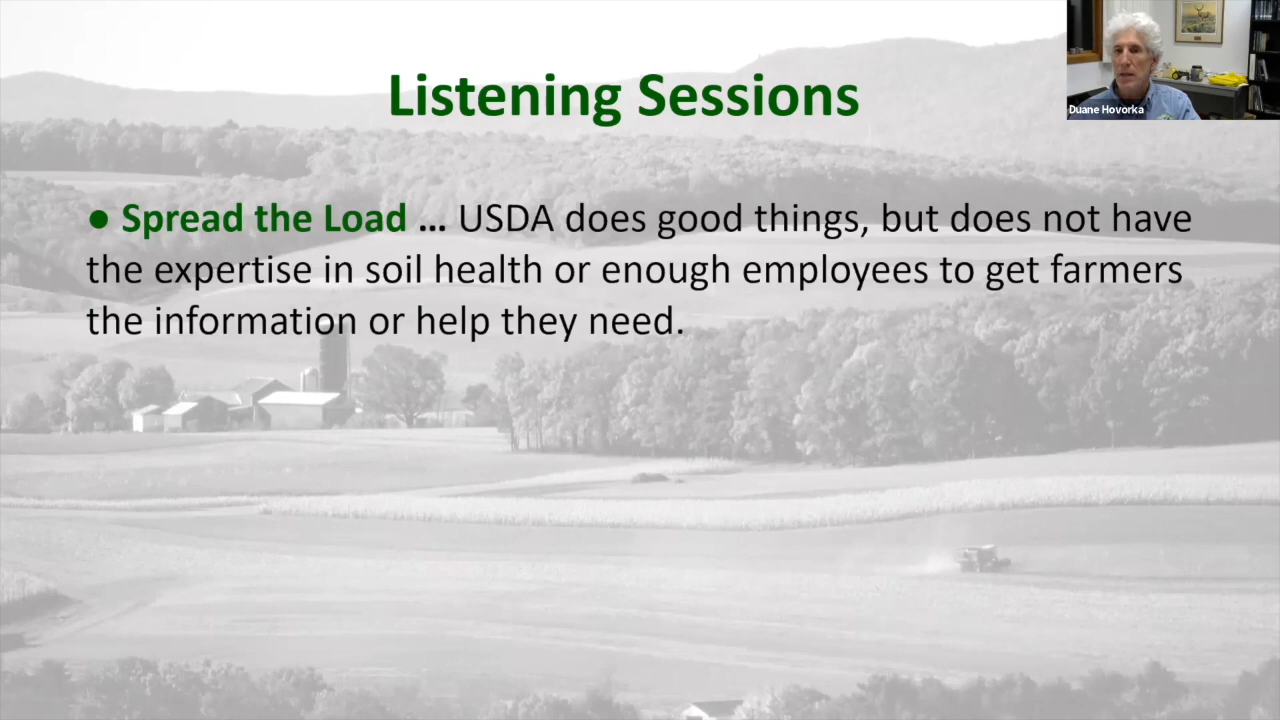 Listening Sessions
Duane Hovorka
● Spread the Load ... USDA does good things, but does not have
the expertise in soil health or enough employees to get farmers
the information or help they need.